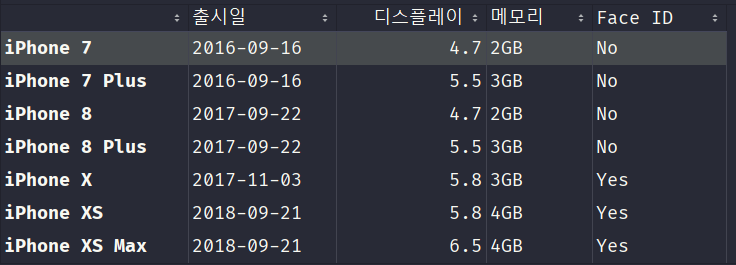 출시일 디스플레이 메모리 Face ID
iPhone 7 2016-09-16 4.7 2GB No
iPhone 7 Plus 2016-09-16 5.5 3GB No
iPhone 8 2017-09-22 4.7 2GB No
iPhone 8 Plus 2017-09-22 5.5 3GB No
iPhone X 2017-11-03 5.8 3GB Yes
iPhone XS 2018-09-21 5.8 4GB Yes
iPhone XS Max 2018-09-21 6.5 4GB Yes